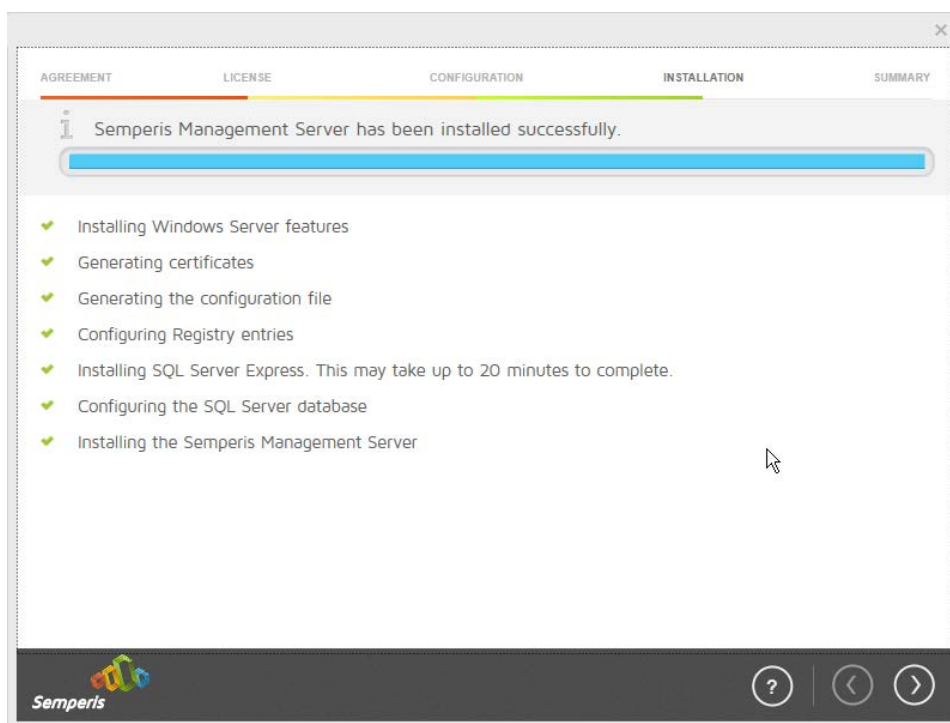 AGREEMENT LICENSE CONFIGURATION INSTALLATION SUMMARY
Semperis Management Server has been installed successfully.
Installing Windows Server features
Generating certificates
Generating the configuration file
Configuring Registry entries
Installing SQL Server Express. This may take up to 20 minutes to complete.
Configuring the SQL Server database
Installing the Semperis Management Server
Semperis
?